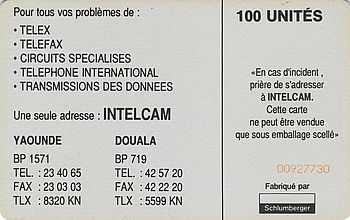 Pour tous vos problèmes de :
• TELEX
• TELEFAX
• CIRCUITS SPECIALISES
• TELEPHONE INTERNATIONAL
• TRANSMISSIONS DES DONNEES
Une seule adresse : INTELCAM
YAOUNDE
BP 1571
TEL. : 23 40 65
FAX : 23 03 03
TLX : 8320 KN
DOUALA
BP 719
TEL. : 42 57 20
FAX : 42 22 20
TLX : 5599 KN
100 UNITÉS
«En cas d'incident,
prière de s'adresser
à INTELCAM.
Cette carte
ne peut être vendue
que sous emballage scellé»
00927730
Fabriqué par
Schlumberger